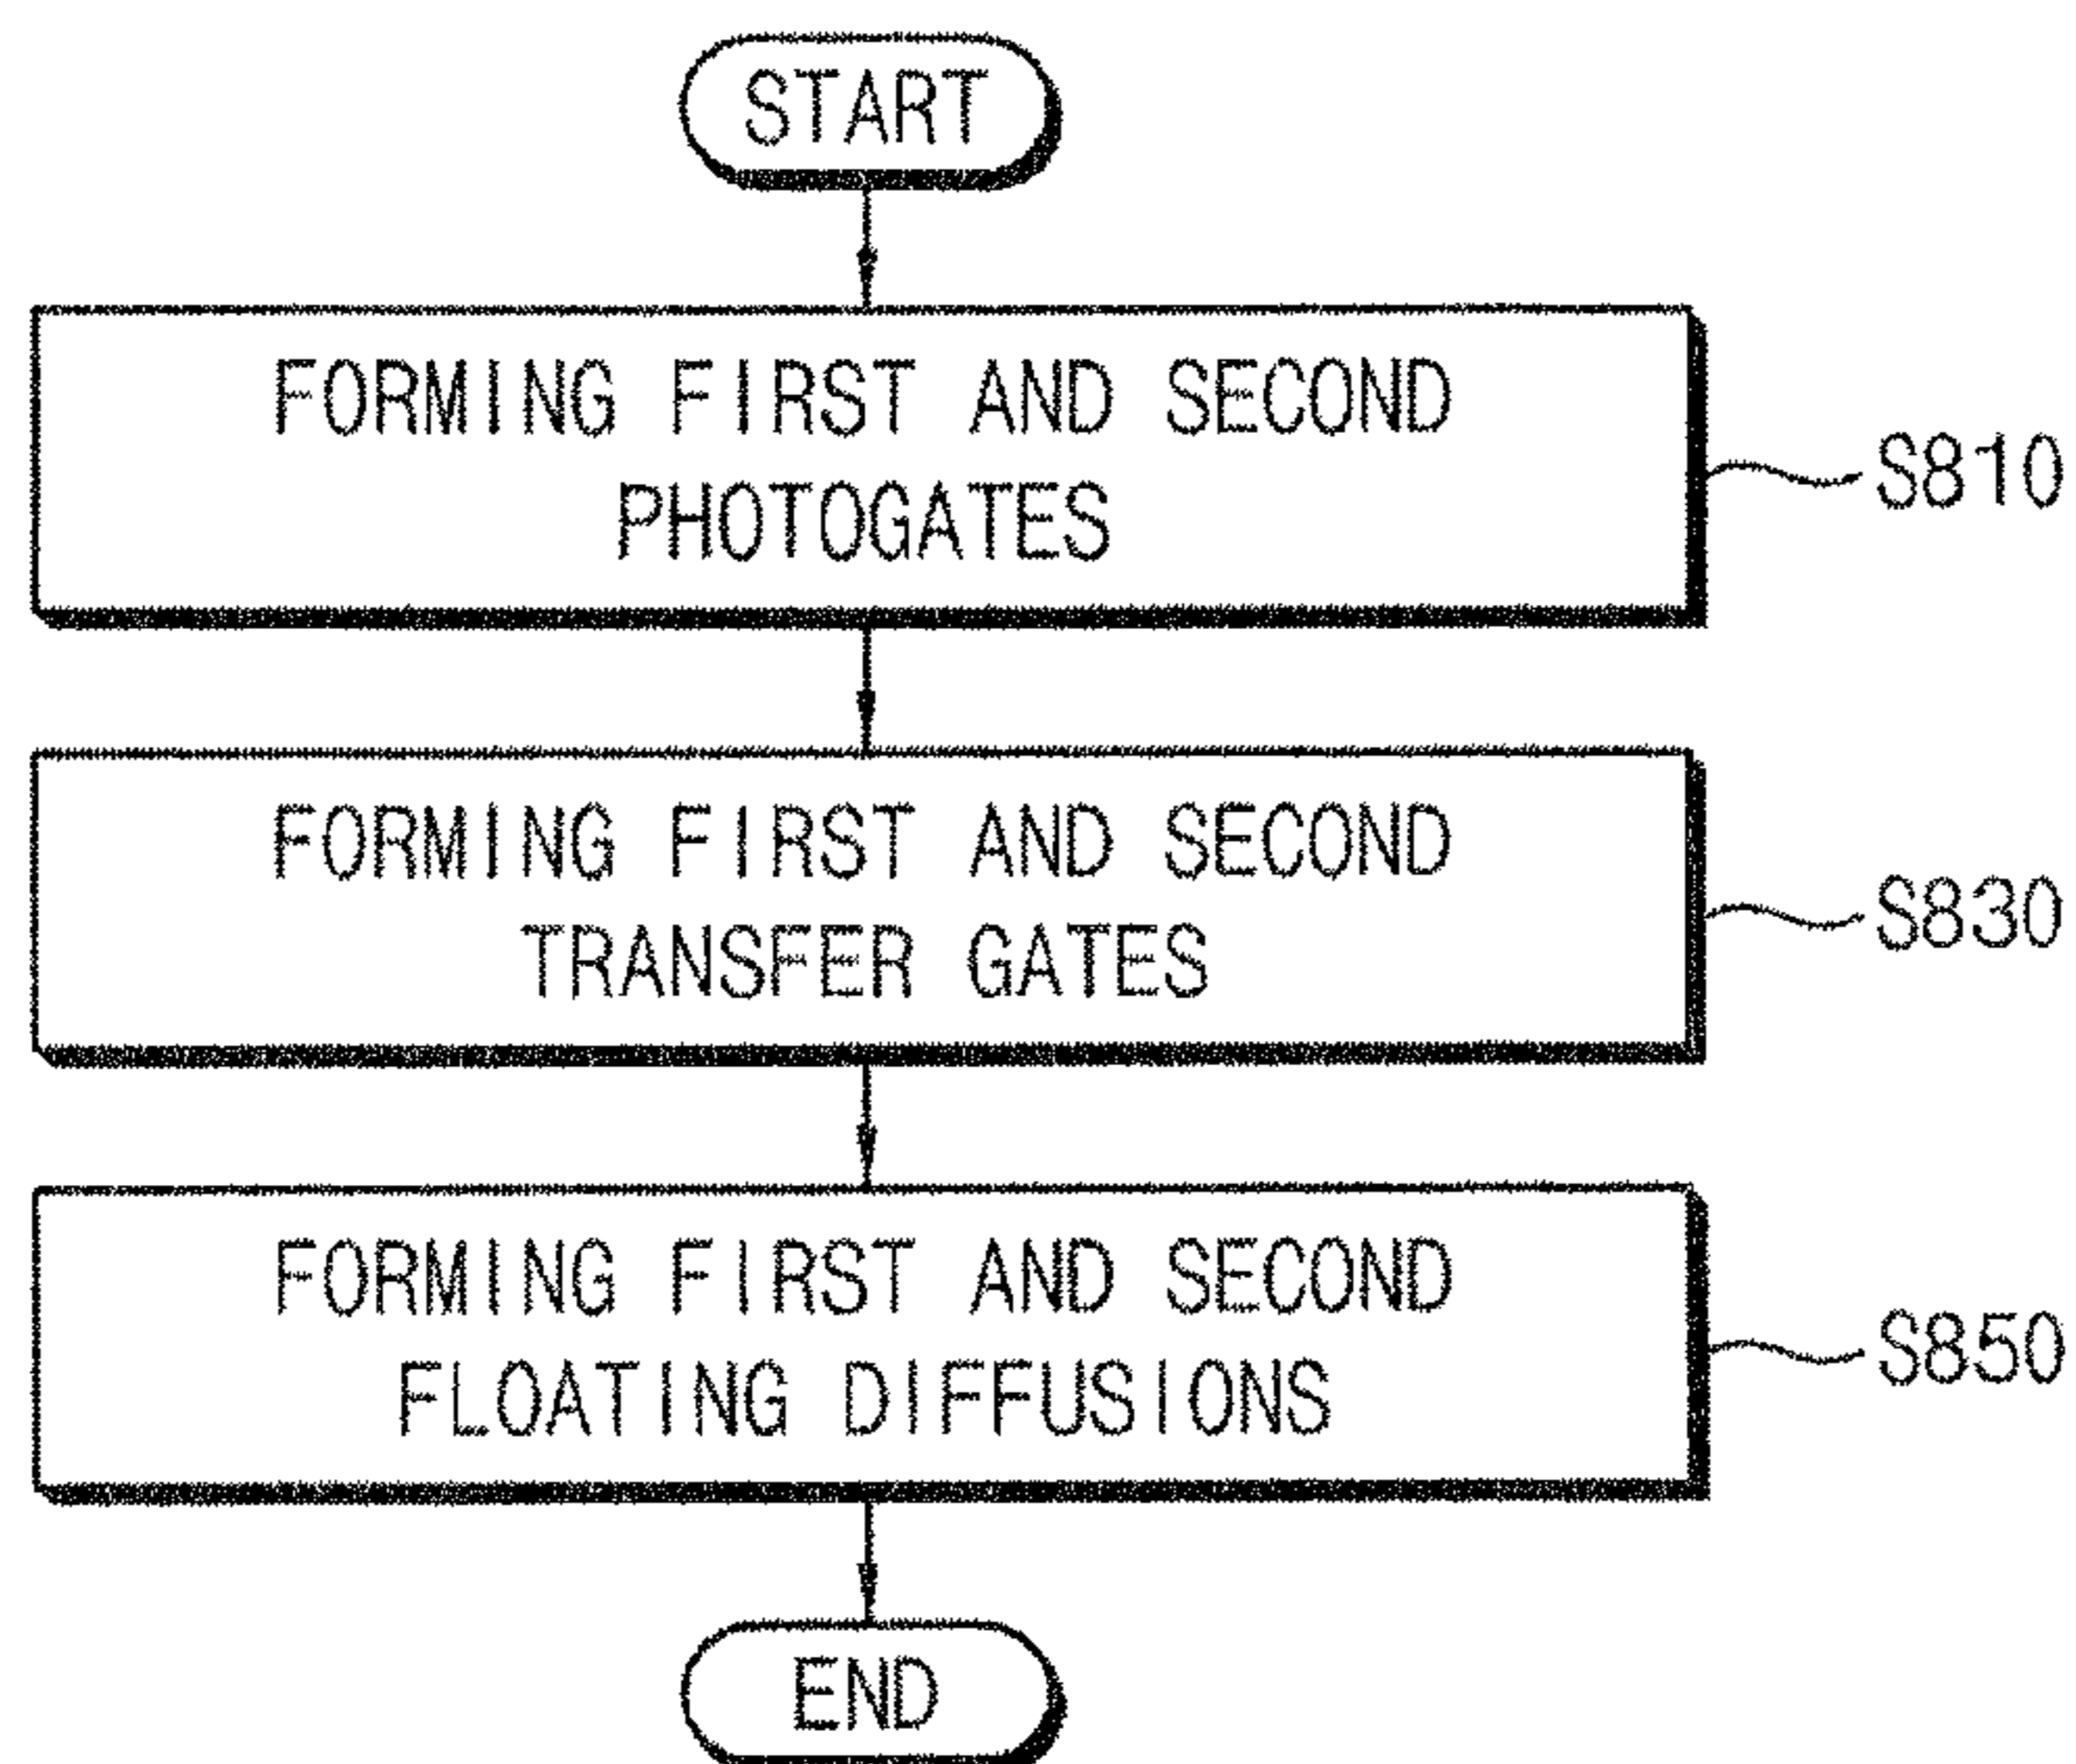 START
FORMING FIRST AND SECOND
PHOTOGATES
S810
FORMING FIRST AND SECOND
TRANSFER GATES
S830
FORMING FIRST AND SECOND
FLOATING DIFFUSIONS
S850
END